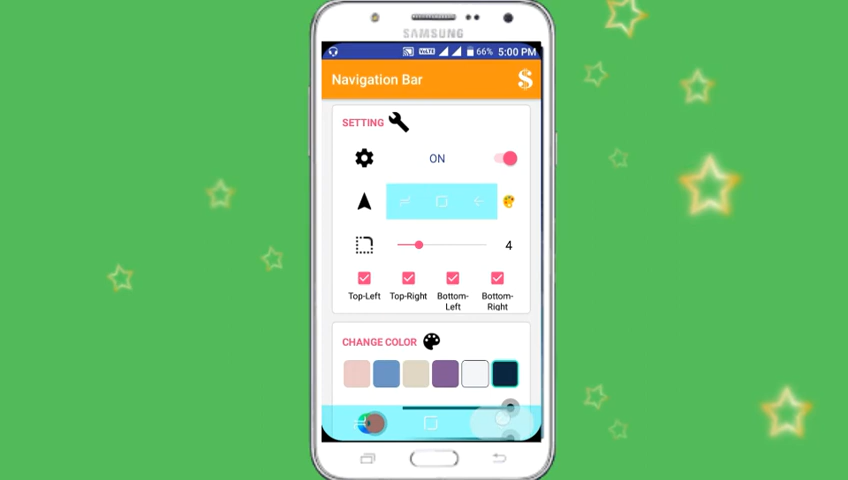 SAMSUNG
VoLTE 66% 5:00 PM
Navigation Bar $
SETTING
ON
4
Top-Left Top-Right Bottom-Left Bottom-Right
CHANGE COLOR